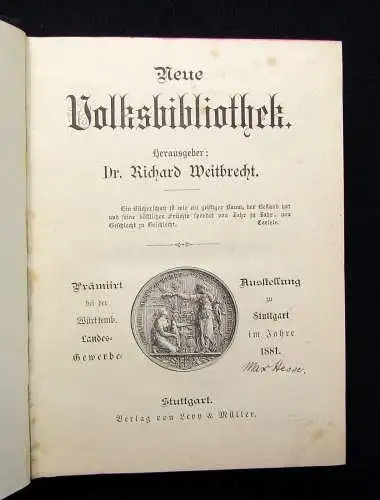 Neue
Volksbibliothek.
Herausgeber:
Dr. Richard Weitbrecht.
Ein Bücherschatz ist wie ein geistiger Baum, der Bestand hat
und seine köstlichen Früchte spendet von Jahr zu Jahr, von
Geschlecht zu Geschlecht. Carlyle.
Prämiirt
bei der
Württemb.
Landes-
Gewerbe-
Ausstellung
zu
Stuttgart
im Jahre
1881.
Max Hesse.
Stuttgart.
Verlag von Levy & Müller.